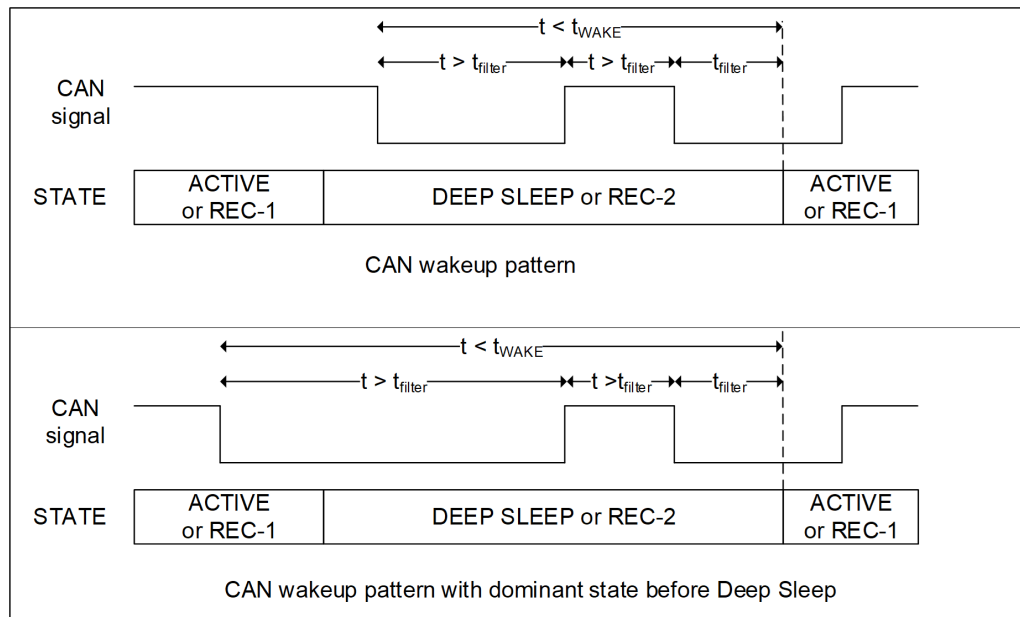 t < tWAKE
t > tfilter t > tfilter tfilter
CAN
signal
STATE
ACTIVE
or REC-1
DEEP SLEEP or REC-2
ACTIVE
or REC-1
CAN wakeup pattern
t < tWAKE
t > tfilter t >tfilter tfilter
CAN
signal
STATE
ACTIVE
or REC-1
DEEP SLEEP or REC-2
ACTIVE
or REC-1
CAN wakeup pattern with dominant state before Deep Sleep